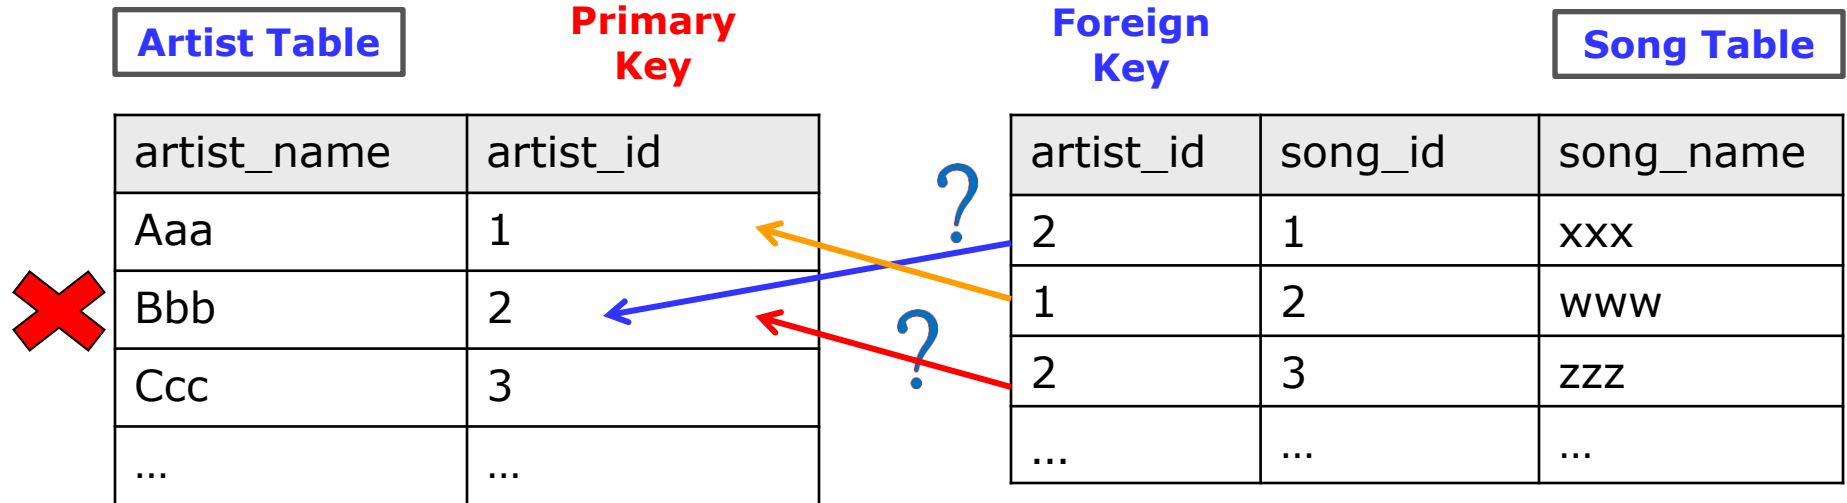 Artist Table
Primary
Key
Foreign
Key
Song Table
artist_name artist_id
Aaa 1
Bbb 2
Ccc 3
… …
?
?
artist_id song_id song_name
2 1 xxx
1 2 www
2 3 zzz
… … …